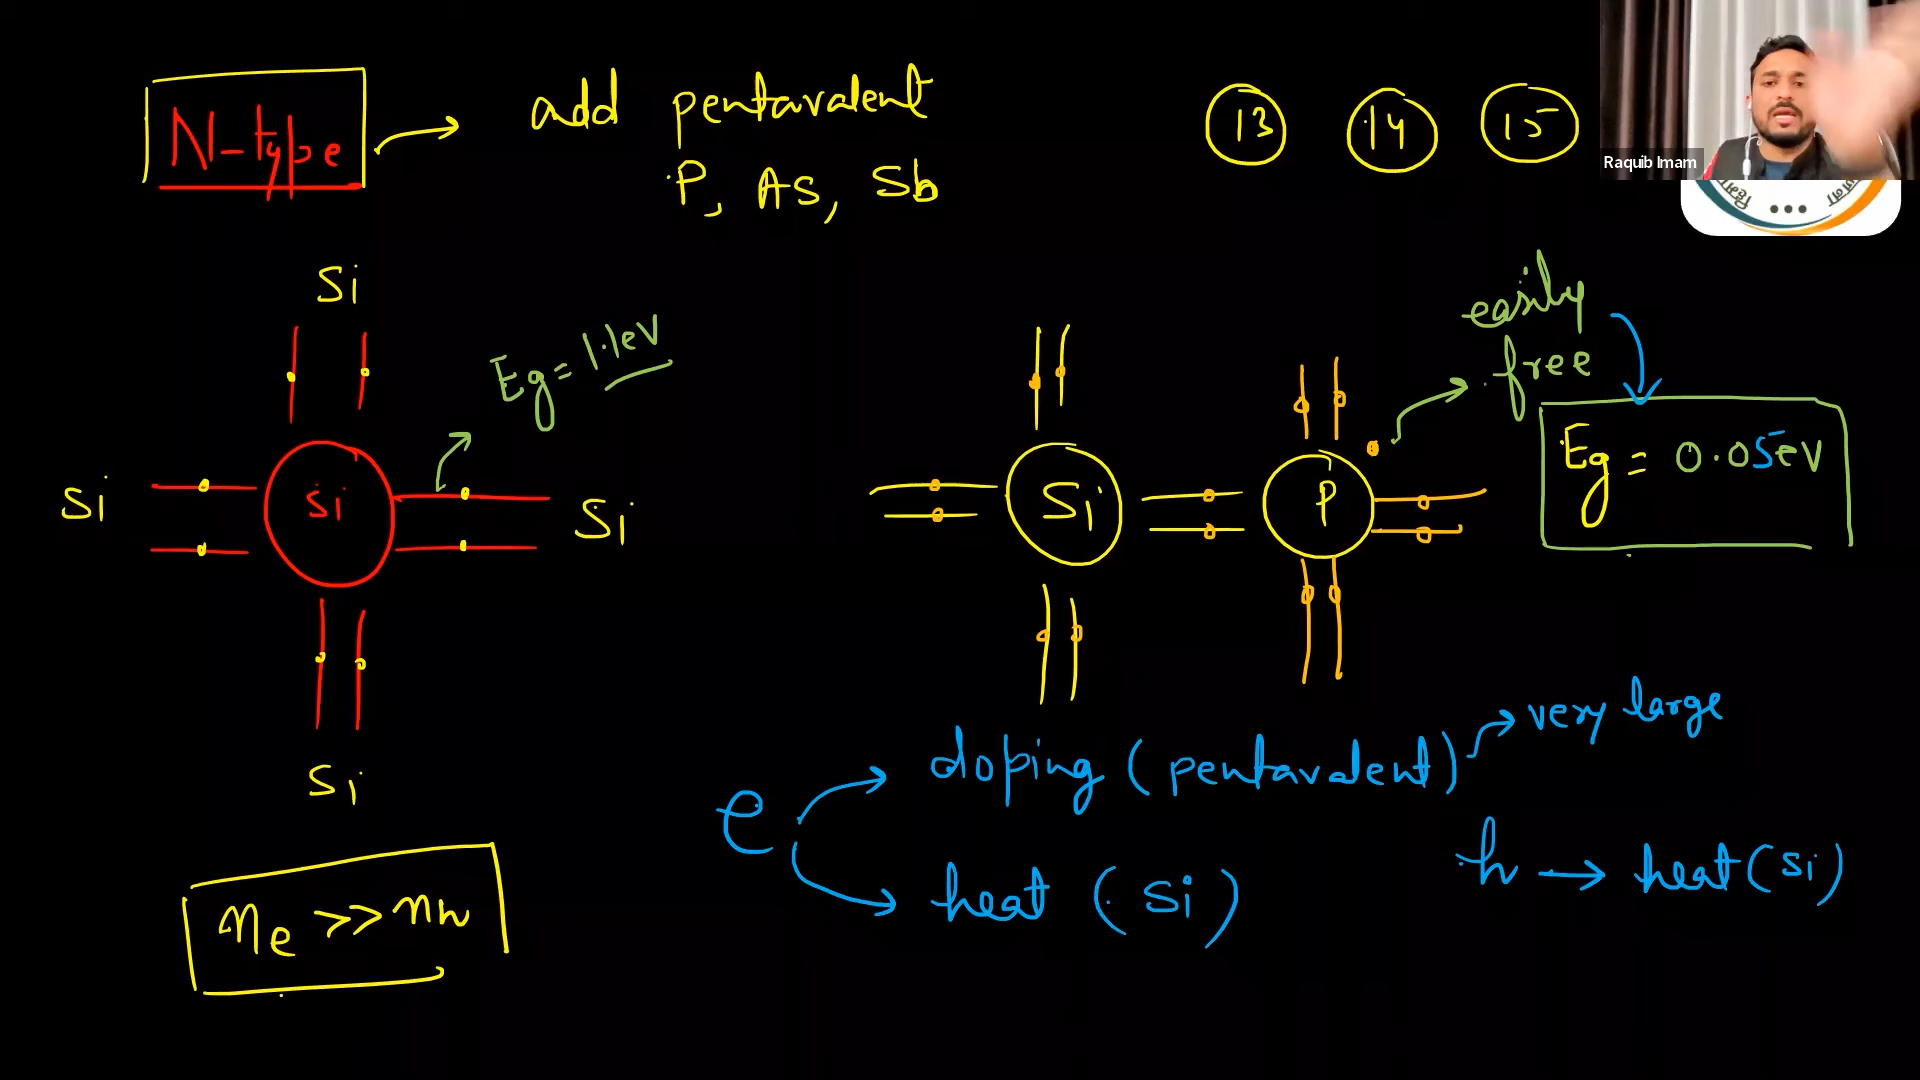 N-type → add pentavalent
P, As, Sb
13 14 15
Raquib Imam
Si
Eg = 1.1eV
easily
free
Eg = 0.05eV
Si Si Si
Si P
Si
doping (pentavalent) → very large
e
heat (Si)
h → heat (Si)
ne >> nh